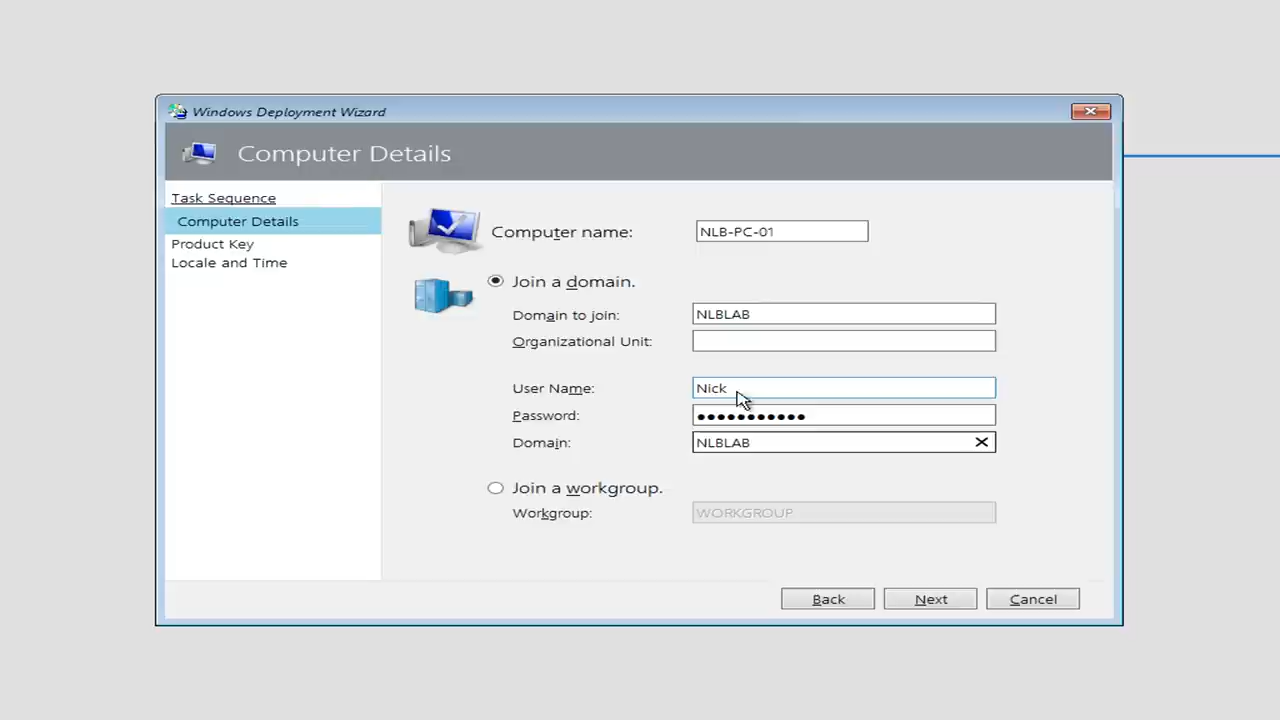 Windows Deployment Wizard
Computer Details
Task Sequence
Computer Details
Product Key
Locale and Time
Computer name: NLB-PC-01
Join a domain.
Domain to join: NLBLAB
Organizational Unit:
User Name: Nick
Password: ●●●●●●●●●●●
Domain: NLBLAB
Join a workgroup.
Workgroup: WORKGROUP
Back Next Cancel